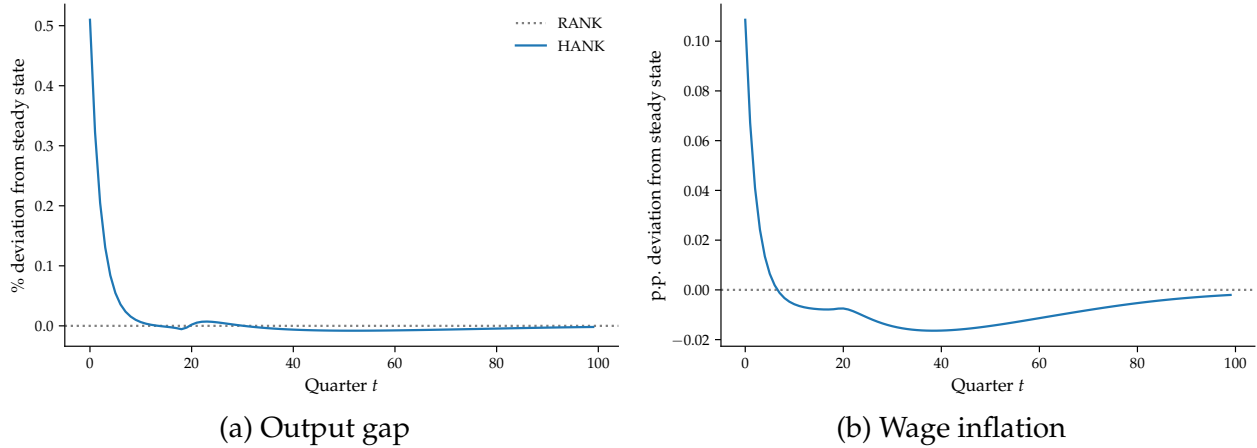 % deviation from steady state
0.5
0.4
0.3
0.2
0.1
0.0
0 20 40 60 80 100
Quarter t
RANK
HANK
(a) Output gap
p.p. deviation from steady state
0.10
0.08
0.06
0.04
0.02
0.00
−0.02
0 20 40 60 80 100
Quarter t
(b) Wage inflation